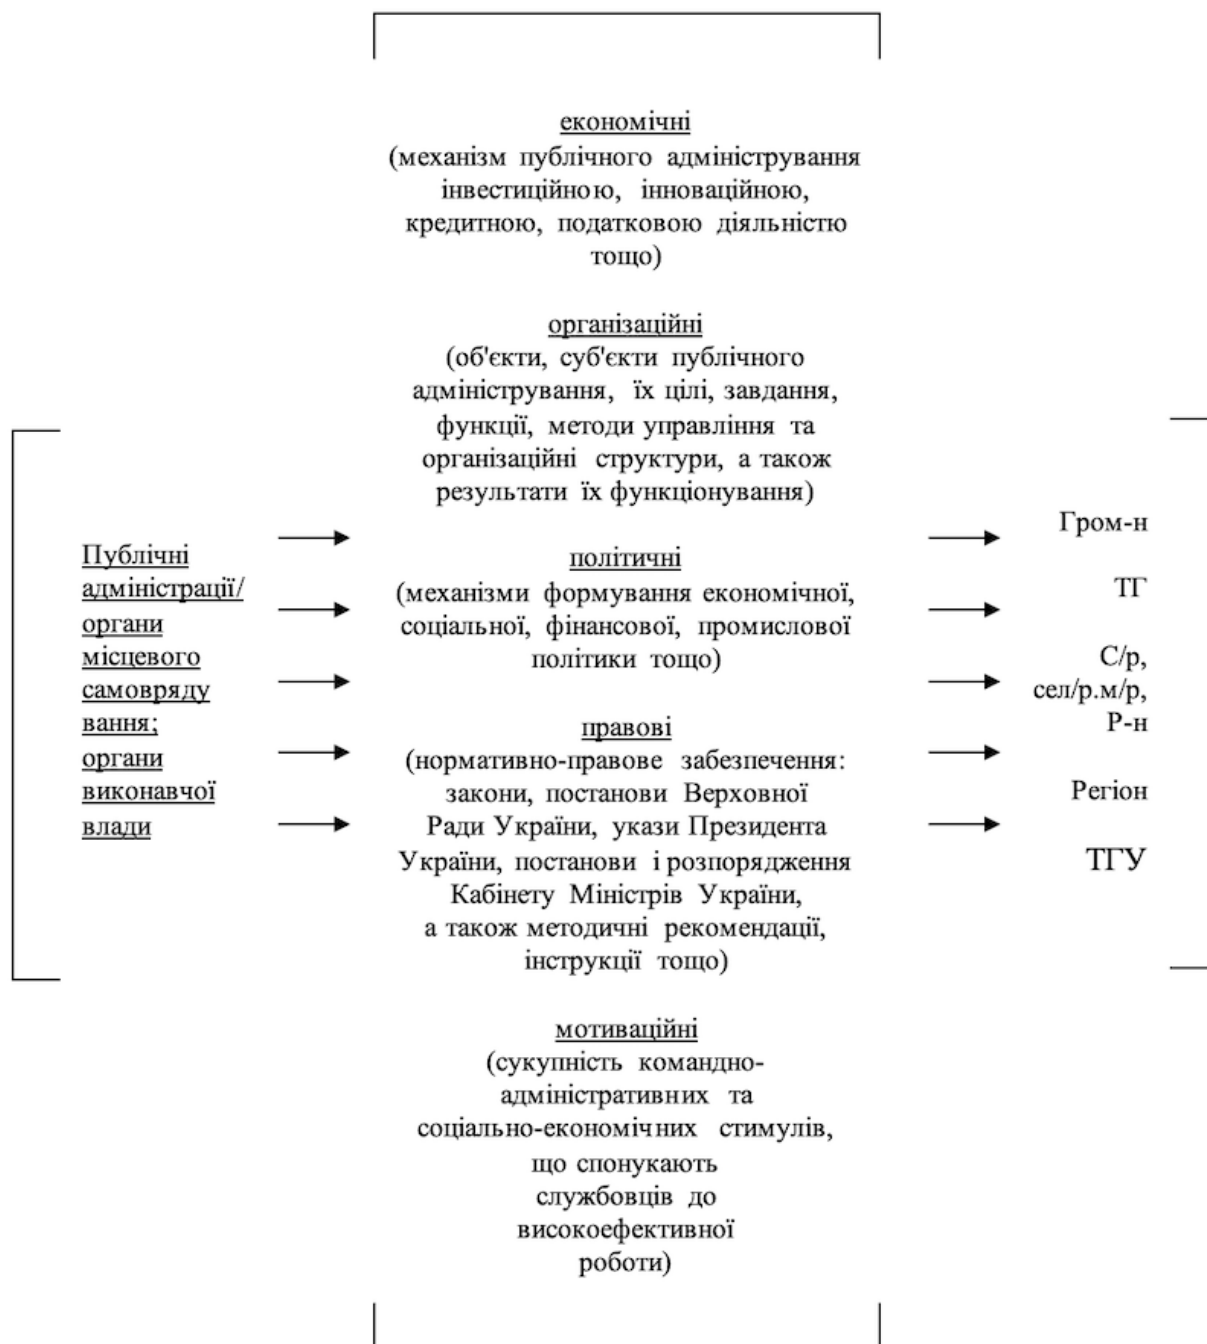 економічні
(механізм публічного адміністрування
інвестиційною, інноваційною,
кредитною, податковою діяльністю
тощо)
організаційні
(об'єкти, суб'єкти публічного
адміністрування, їх цілі, завдання,
функції, методи управління та
організаційні структури, а також
результати їх функціонування)
Публічні
адміністрації/
органи
місцевого
самовряду
вання;
органи
виконавчої
влади
політичні
(механізми формування економічної,
соціальної, фінансової, промислової
політики тощо)
правові
(нормативно-правове забезпечення:
закони, постанови Верховної
Ради України, укази Президента
України, постанови і розпорядження
Кабінету Міністрів України,
а також методичні рекомендації,
інструкції тощо)
мотиваційні
(сукупність командно-
адміністративних та
соціально-економічних стимулів,
що спонукають
службовців до
високоефективної
роботи)
Гром-н
ТГ
С/р,
сел/р.м/р,
Р-н
Регіон
ТГУ